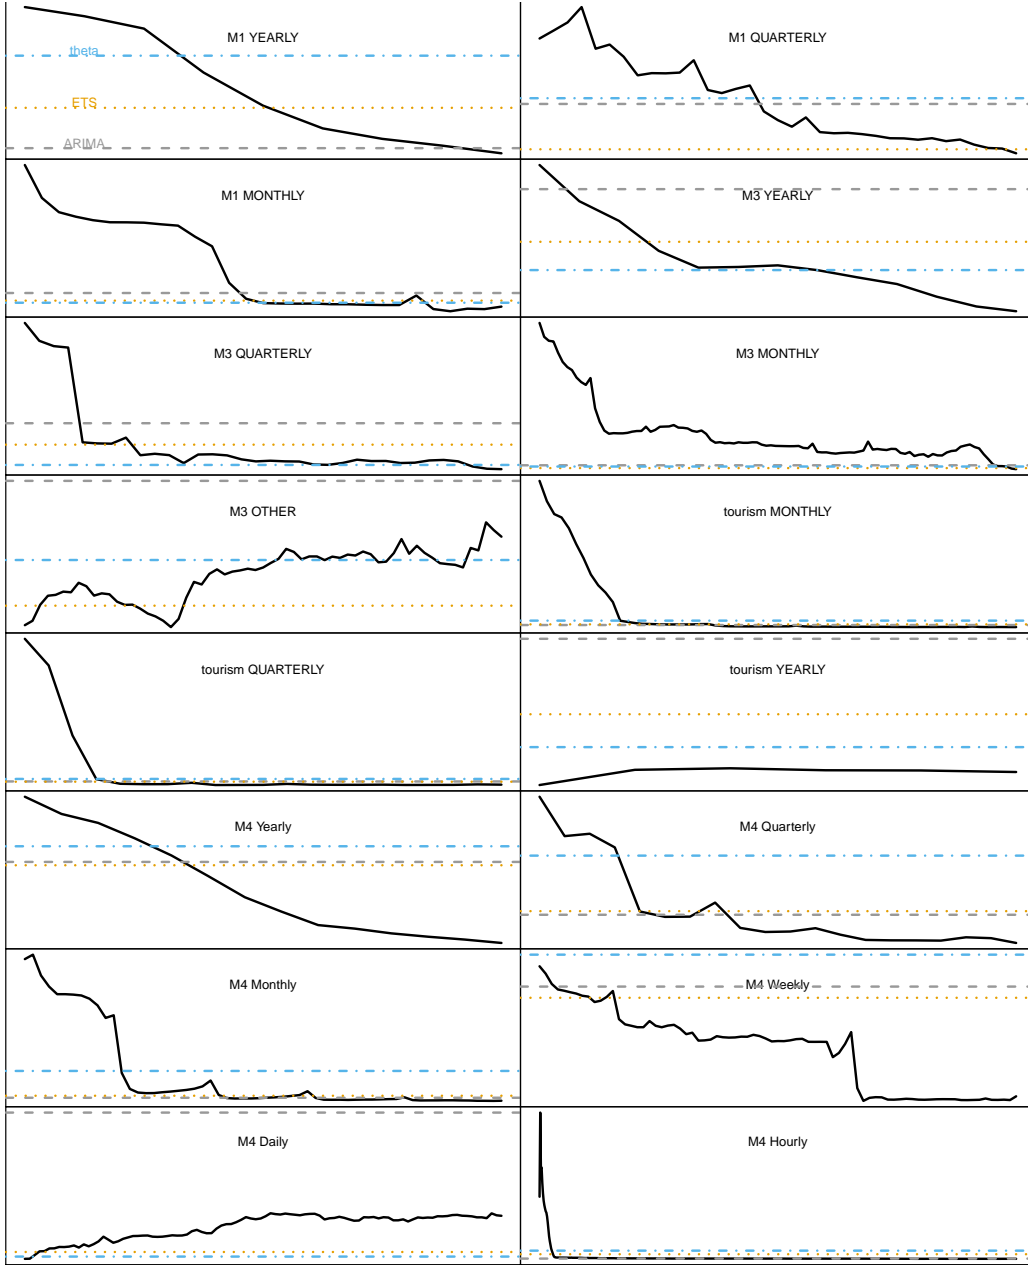 M1 YEARLY
theta
ETS
ARIMA
M1 QUARTERLY
M1 MONTHLY
M3 YEARLY
M3 QUARTERLY
M3 MONTHLY
M3 OTHER
tourism MONTHLY
tourism QUARTERLY
tourism YEARLY
M4 Yearly
M4 Quarterly
M4 Monthly
M4 Weekly
M4 Daily
M4 Hourly